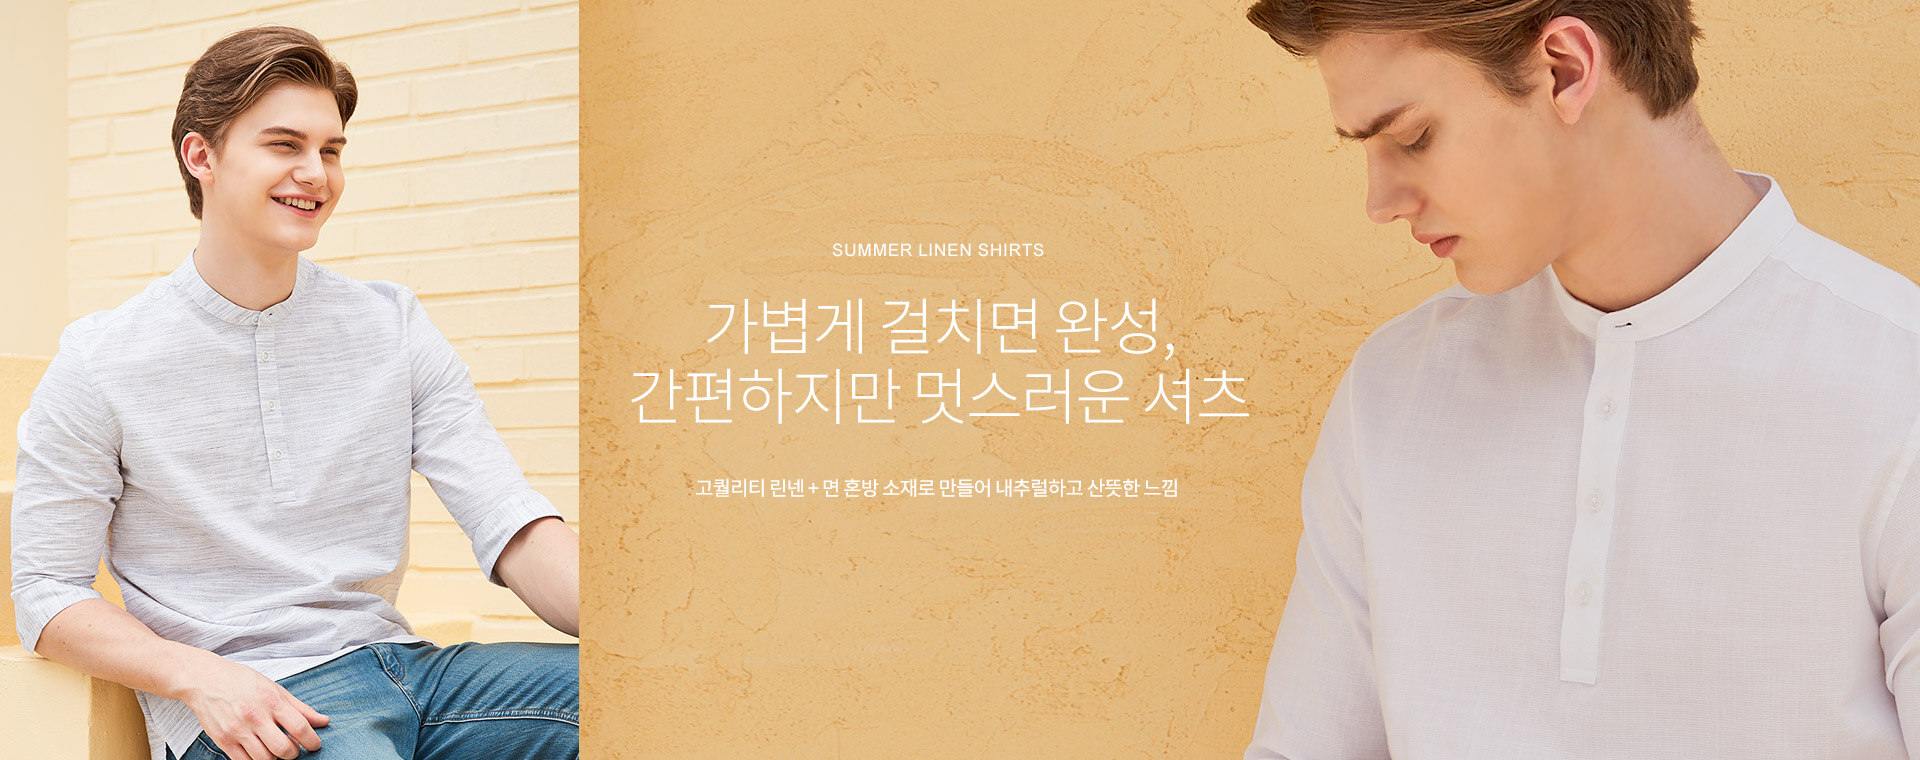 SUMMER LINEN SHIRTS
가볍게 걸치면 완성,
간편하지만 멋스러운 셔츠
고퀄리티 린넨 + 면 혼방 소재로 만들어 내추럴하고 산뜻한 느낌